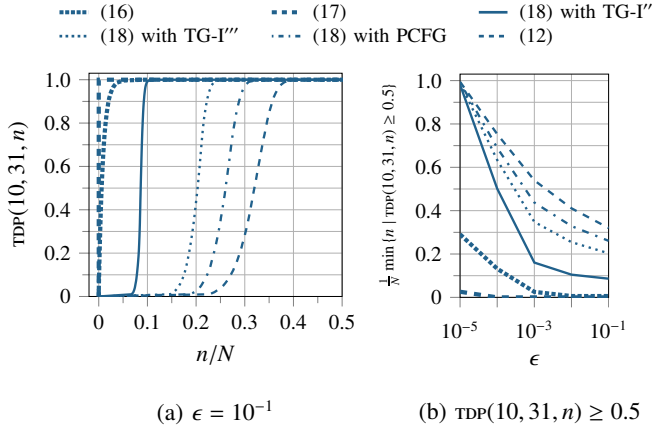 (16) (17) (18) with TG-I″
(18) with TG-I‴ (18) with PCFG (12)
1.0 1.0
0.8 0.8
0.6 0.6
0.4 0.4
0.2 0.2
0 0
TDP(10, 31, n)
1/N min {n | TDP(10, 31, n) ≥ 0.5}
0 0.1 0.2 0.3 0.4 0.5
10⁻⁵ 10⁻³ 10⁻¹
n/N ϵ
(a) ϵ = 10⁻¹ (b) TDP(10, 31, n) ≥ 0.5